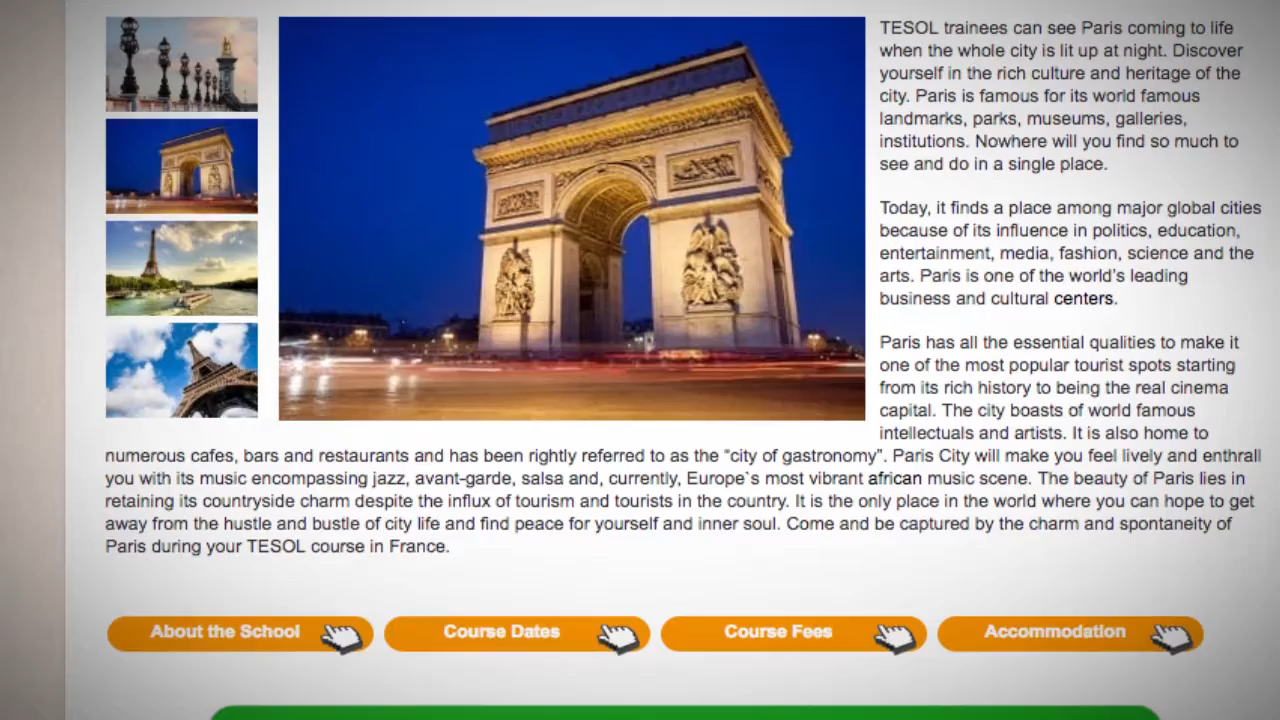 TESOL trainees can see Paris coming to life
when the whole city is lit up at night. Discover
yourself in the rich culture and heritage of the
city. Paris is famous for its world famous
landmarks, parks, museums, galleries,
institutions. Nowhere will you find so much to
see and do in a single place.
Today, it finds a place among major global cities
because of its influence in politics, education,
entertainment, media, fashion, science and the
arts. Paris is one of the world's leading
business and cultural centers.
Paris has all the essential qualities to make it
one of the most popular tourist spots starting
from its rich history to being the real cinema
capital. The city boasts of world famous
intellectuals and artists. It is also home to
numerous cafes, bars and restaurants and has been rightly referred to as the “city of gastronomy”. Paris City will make you feel lively and enthrall
you with its music encompassing jazz, avant-garde, salsa and, currently, Europe`s most vibrant african music scene. The beauty of Paris lies in
retaining its countryside charm despite the influx of tourism and tourists in the country. It is the only place in the world where you can hope to get
away from the hustle and bustle of city life and find peace for yourself and inner soul. Come and be captured by the charm and spontaneity of
Paris during your TESOL course in France.
About the School
Course Dates
Course Fees
Accommodation